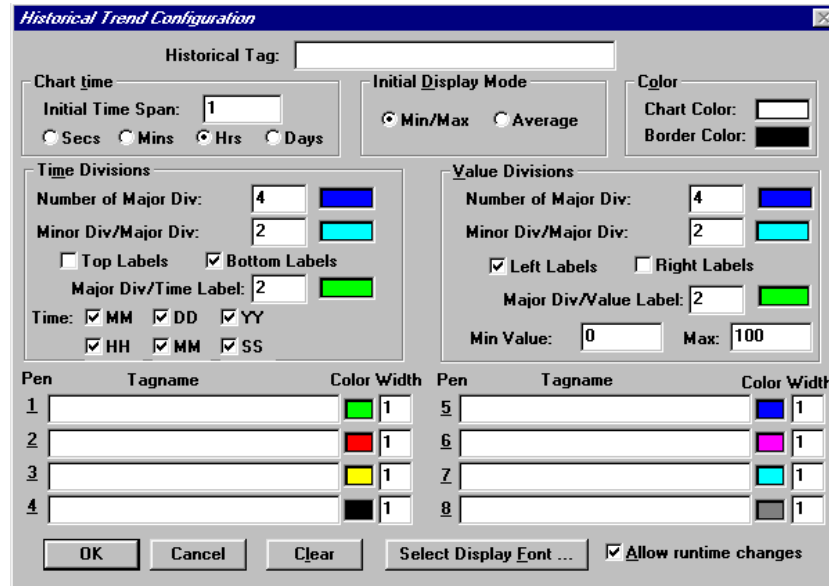 Historical Trend Configuration
Historical Tag:
Chart time
Initial Time Span: 1
Secs Mins Hrs Days
Initial Display Mode
Min/Max Average
Color
Chart Color:
Border Color:
Time Divisions
Number of Major Div: 4
Minor Div/Major Div: 2
Top Labels Bottom Labels
Major Div/Time Label: 2
Time: MM DD YY
HH MM SS
Value Divisions
Number of Major Div: 4
Minor Div/Major Div: 2
Left Labels Right Labels
Major Div/Value Label: 2
Min Value: 0 Max: 100
Pen Tagname Color Width
1 1
2 1
3 1
4 1
Pen Tagname Color Width
5 1
6 1
7 1
8 1
OK Cancel Clear Select Display Font ... Allow runtime changes